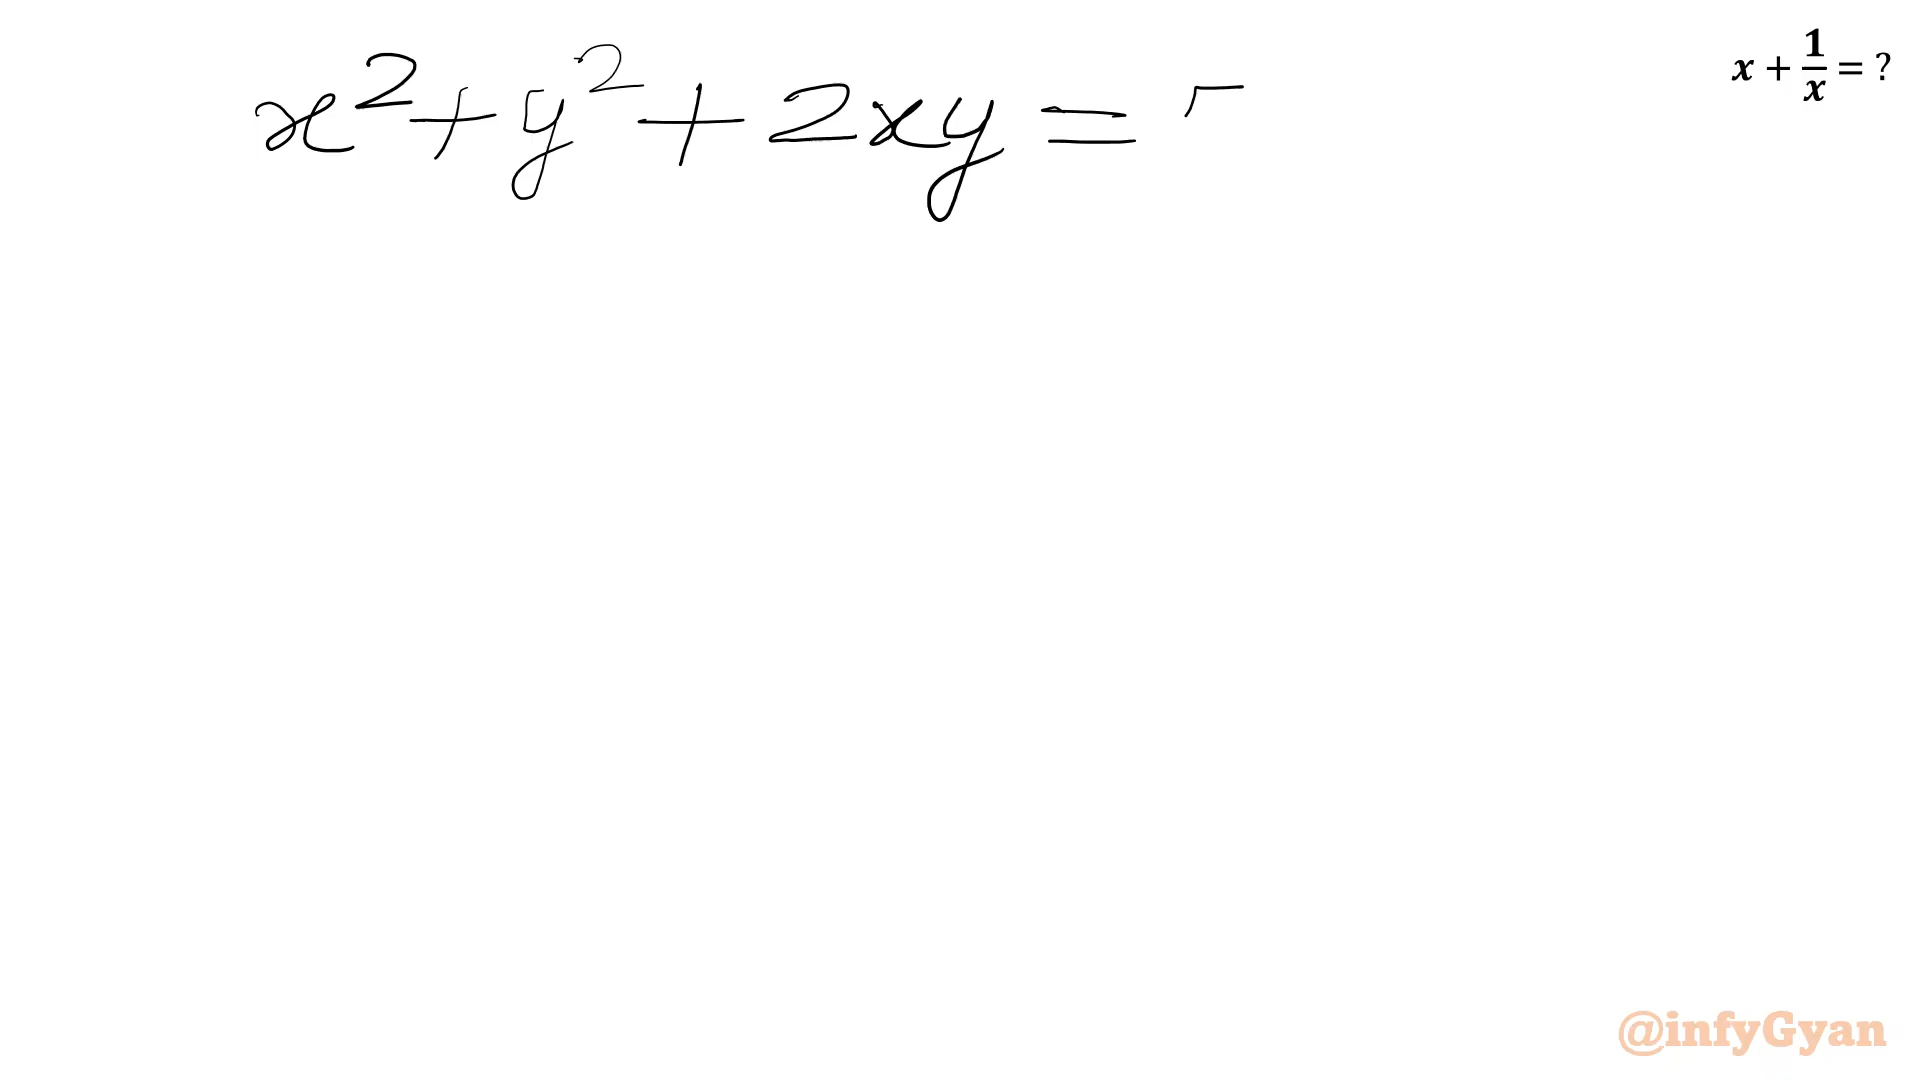 x² + y² + 2xy =
x + 1/x = ?
@infyGyan